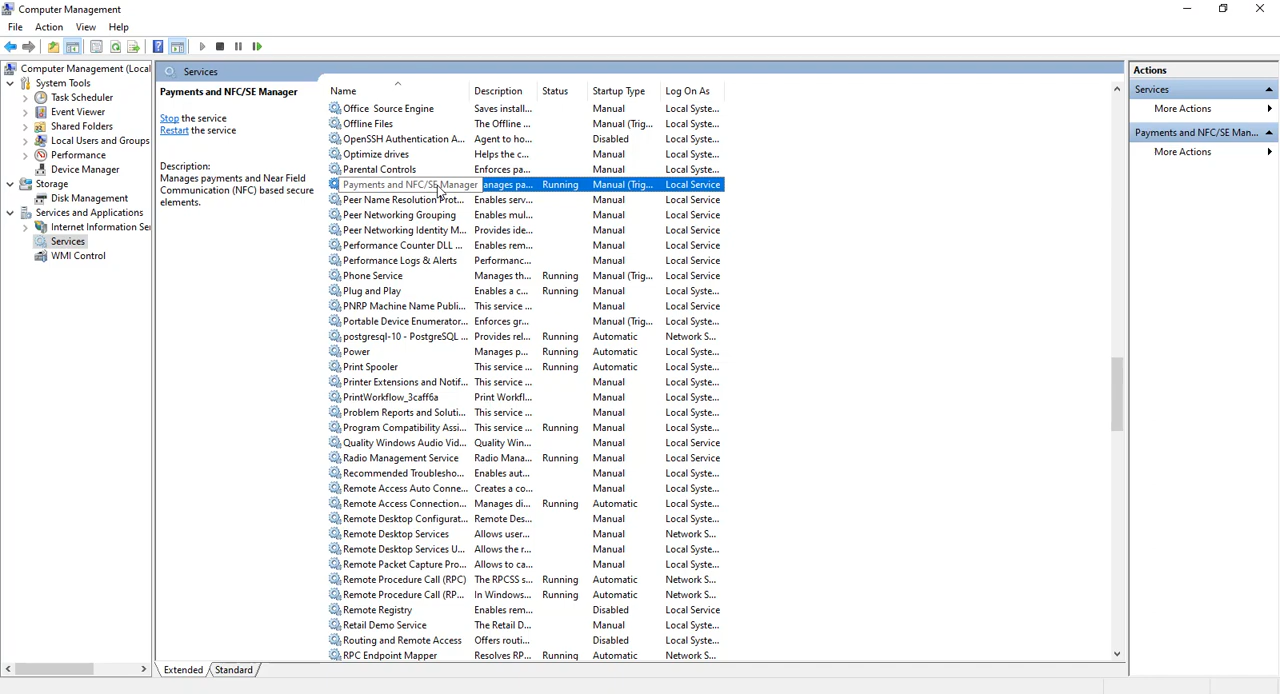 Computer Management
File Action View Help
Computer Management (Local
System Tools
Task Scheduler
Event Viewer
Shared Folders
Local Users and Groups
Performance
Device Manager
Storage
Disk Management
Services and Applications
Internet Information Ser
Services
WMI Control
Services
Payments and NFC/SE Manager
Stop the service
Restart the service
Description:
Manages payments and Near Field
Communication (NFC) based secure
elements.
Name Description Status Startup Type Log On As
Office Source Engine Saves install... Manual Local Syste...
Offline Files The Offline ... Manual (Trig... Local Syste...
OpenSSH Authentication A... Agent to ho... Disabled Local Syste...
Optimize drives Helps the c... Manual Local Syste...
Parental Controls Enforces pa... Manual Local Syste...
Payments and NFC/SE Manager anages pa... Running Manual (Trig... Local Service
Peer Name Resolution Prot... Enables serv... Manual Local Service
Peer Networking Grouping Enables mul... Manual Local Service
Peer Networking Identity M... Provides ide... Manual Local Service
Performance Counter DLL ... Enables rem... Manual Local Service
Performance Logs & Alerts Performanc... Manual Local Service
Phone Service Manages th... Running Manual (Trig... Local Service
Plug and Play Enables a c... Running Manual Local Syste...
PNRP Machine Name Publi... This service ... Manual Local Service
Portable Device Enumerator... Enforces gr... Manual (Trig... Local Syste...
postgresql-10 - PostgreSQL ... Provides rel... Running Automatic Network S...
Power Manages p... Running Automatic Local Syste...
Print Spooler This service ... Running Automatic Local Syste...
Printer Extensions and Notif... This service ... Manual Local Syste...
PrintWorkflow_3caff6a Print Workfl... Manual Local Syste...
Problem Reports and Soluti... This service ... Manual Local Syste...
Program Compatibility Assi... This service ... Running Manual Local Syste...
Quality Windows Audio Vid... Quality Win... Manual Local Service
Radio Management Service Radio Mana... Running Manual Local Service
Recommended Troublesho... Enables aut... Manual Local Syste...
Remote Access Auto Conne... Creates a co... Manual Local Syste...
Remote Access Connection... Manages di... Running Automatic Local Syste...
Remote Desktop Configurat... Remote Des... Manual Local Syste...
Remote Desktop Services Allows user... Manual Network S...
Remote Desktop Services U... Allows the r... Manual Local Syste...
Remote Packet Capture Pro... Allows to ca... Manual Local Syste...
Remote Procedure Call (RPC) The RPCSS s... Running Automatic Network S...
Remote Procedure Call (RP... In Windows... Running Automatic Network S...
Remote Registry Enables rem... Disabled Local Service
Retail Demo Service The Retail D... Manual Local Syste...
Routing and Remote Access Offers routi... Disabled Local Syste...
RPC Endpoint Mapper Resolves RP... Running Automatic Network S...
Extended Standard
Actions
Services
More Actions
Payments and NFC/SE Man...
More Actions